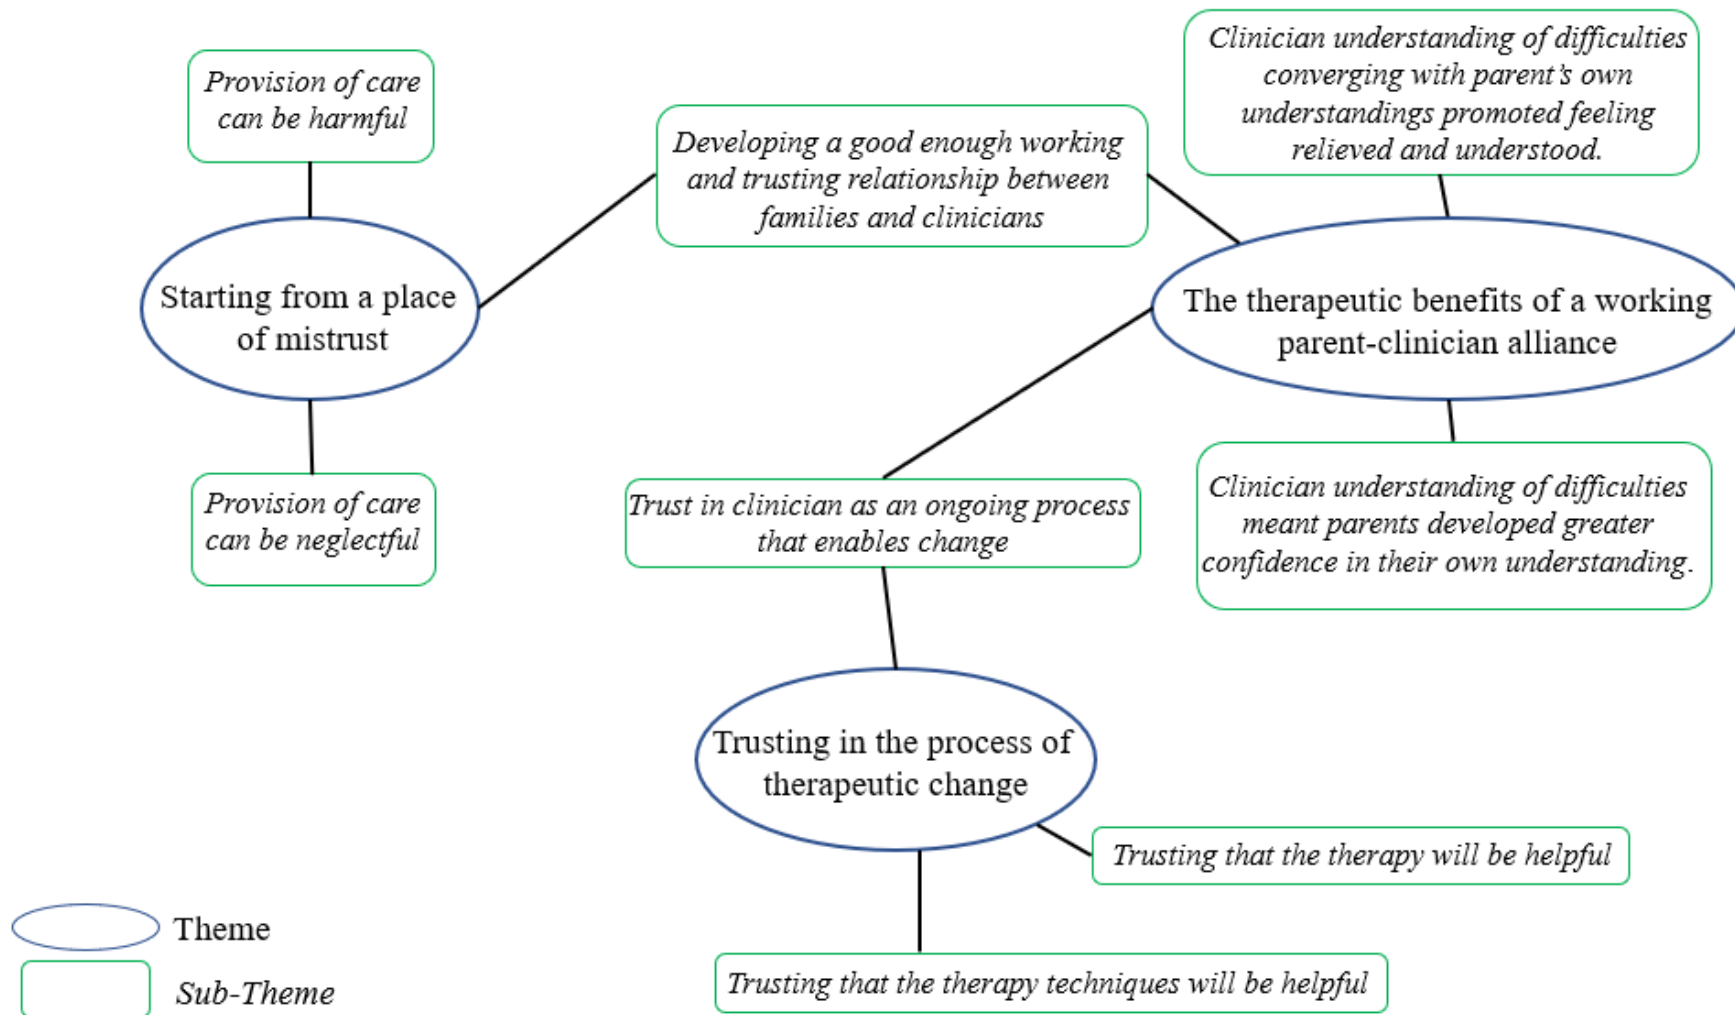 Provision of care
can be harmful
Developing a good enough working
and trusting relationship between
families and clinicians
Clinician understanding of difficulties
converging with parent’s own
understandings promoted feeling
relieved and understood.
Starting from a place
of mistrust
The therapeutic benefits of a working
parent-clinician alliance
Provision of care
can be neglectful
Trust in clinician as an ongoing process
that enables change
Clinician understanding of difficulties
meant parents developed greater
confidence in their own understanding.
Trusting in the process of
therapeutic change
Trusting that the therapy will be helpful
Trusting that the therapy techniques will be helpful
Theme
Sub-Theme